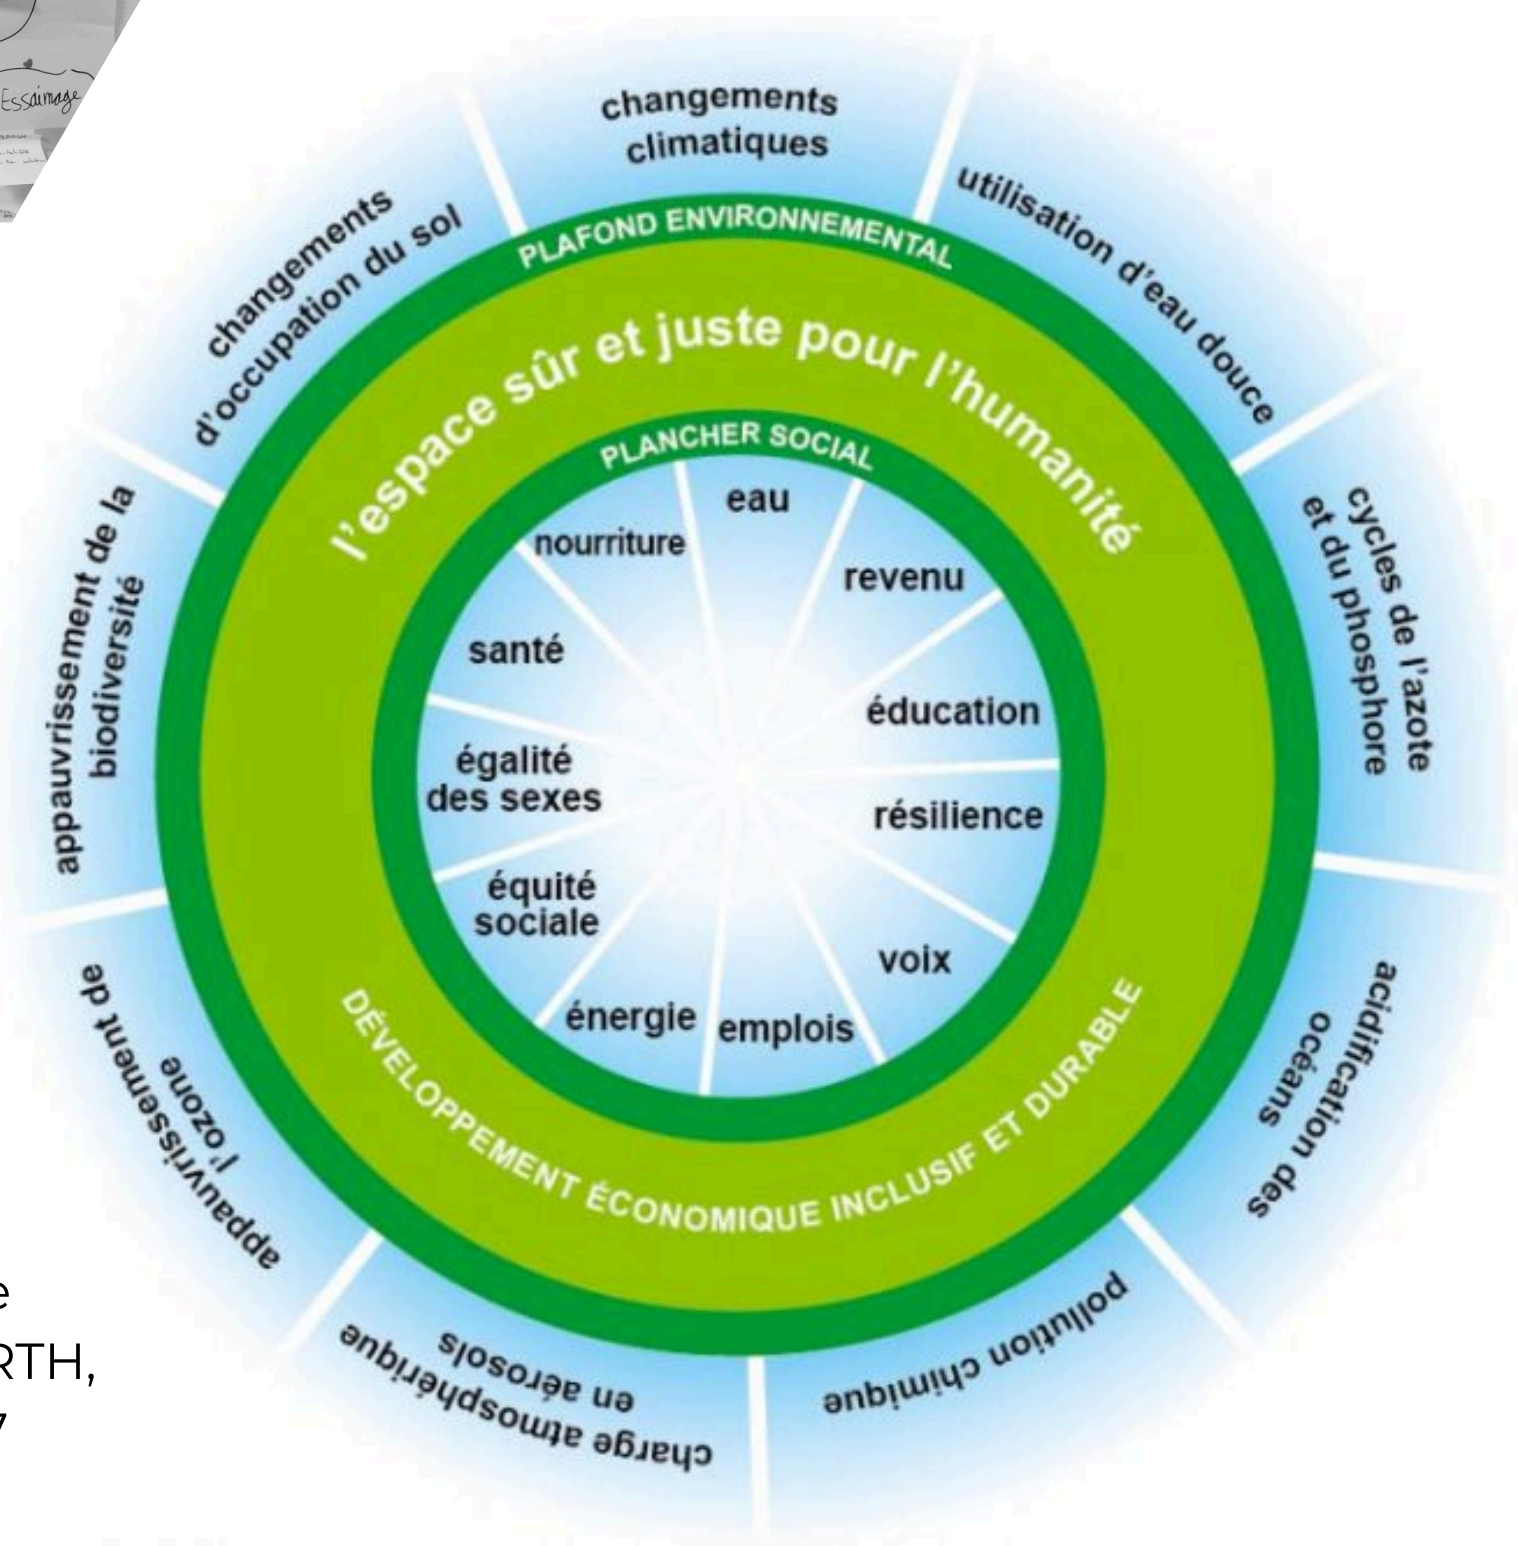 Essaimage
changements
climatiques
utilisation d'eau douce
cycles de l'azote
et du phosphore
acidification des
océans
pollution chimique
charge atmosphérique
en aérosols
appauvrissement de
l'ozone
appauvrissement de la
biodiversité
changements
d'occupation du sol
PLAFOND ENVIRONNEMENTAL
l'espace sûr et juste pour l'humanité
PLANCHER SOCIAL
eau
revenu
éducation
résilience
voix
emplois
énergie
équité
sociale
égalité
des sexes
santé
nourriture
DÉVELOPPEMENT ÉCONOMIQUE INCLUSIF ET DURABLE
e
RTH,
7